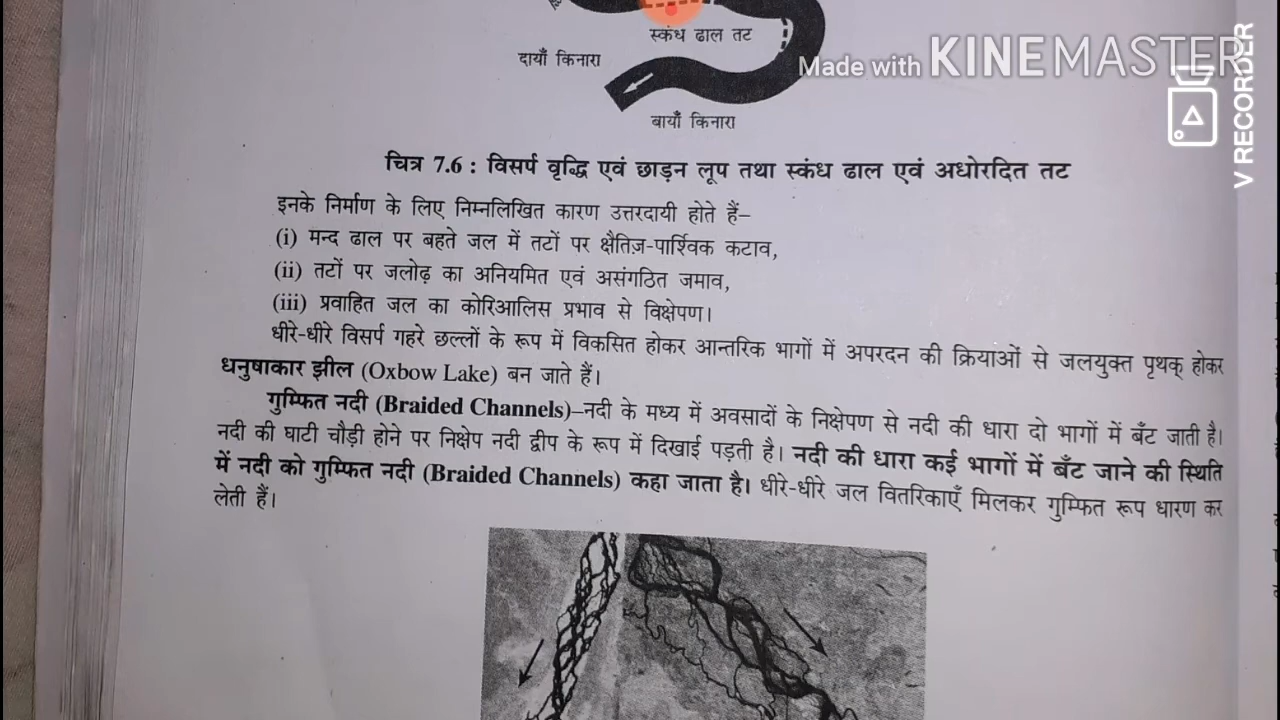 स्कंध ढाल तट
दायाँ किनारा
बायाँ किनारा
Made with KINEMASTER
V RECORDER
चित्र 7.6 : विसर्प वृद्धि एवं छाड़न लूप तथा स्कंध ढाल एवं अधोरदित तट
इनके निर्माण के लिए निम्नलिखित कारण उत्तरदायी होते हैं–
(i) मन्द ढाल पर बहते जल में तटों पर क्षैतिज़-पार्श्विक कटाव,
(ii) तटों पर जलोढ़ का अनियमित एवं असंगठित जमाव,
(iii) प्रवाहित जल का कोरिआलिस प्रभाव से विक्षेपण।
धीरे-धीरे विसर्प गहरे छल्लों के रूप में विकसित होकर आन्तरिक भागों में अपरदन की क्रियाओं से जलयुक्त पृथक् होकर
धनुषाकार झील (Oxbow Lake) बन जाते हैं।
गुम्फित नदी (Braided Channels)–नदी के मध्य में अवसादों के निक्षेपण से नदी की धारा दो भागों में बँट जाती है।
नदी की घाटी चौड़ी होने पर निक्षेप नदी द्वीप के रूप में दिखाई पड़ती है। नदी की धारा कई भागों में बँट जाने की स्थिति
में नदी को गुम्फित नदी (Braided Channels) कहा जाता है। धीरे-धीरे जल वितरिकाएँ मिलकर गुम्फित रूप धारण कर
लेती हैं।